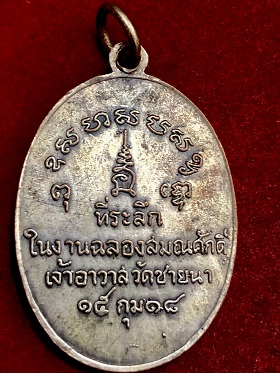 ที่ระลึก
ในงานฉลองสมณศักดิ์
เจ้าอาวาสวัดชายนา
๑๕ กุม๑๘